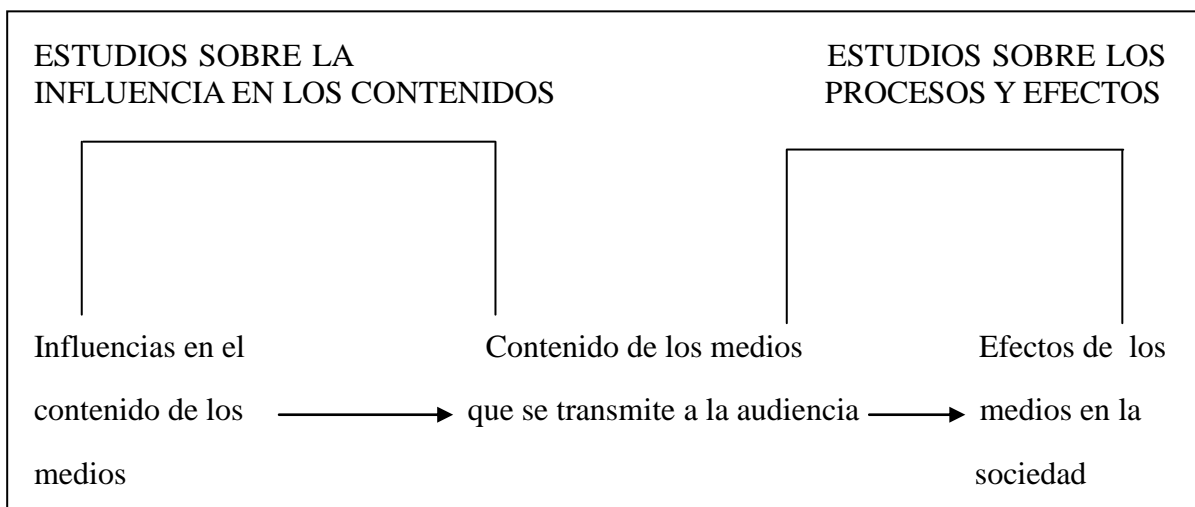 ESTUDIOS SOBRE LA
INFLUENCIA EN LOS CONTENIDOS
ESTUDIOS SOBRE LOS
PROCESOS Y EFECTOS
Influencias en el
contenido de los
medios
Contenido de los medios
que se transmite a la audiencia
Efectos de los
medios en la
sociedad